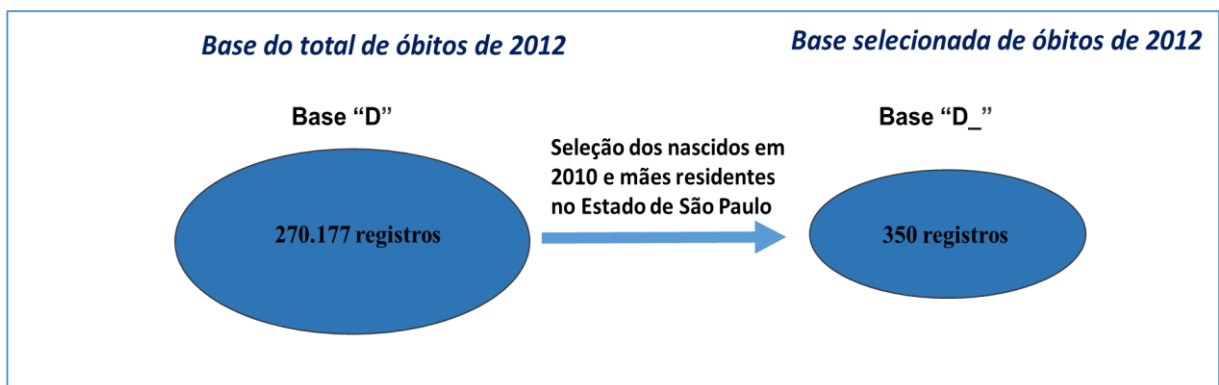 Base do total de óbitos de 2012
Base selecionada de óbitos de 2012
Base “D”
Base “D_”
Seleção dos nascidos em
2010 e mães residentes
no Estado de São Paulo
270.177 registros
350 registros